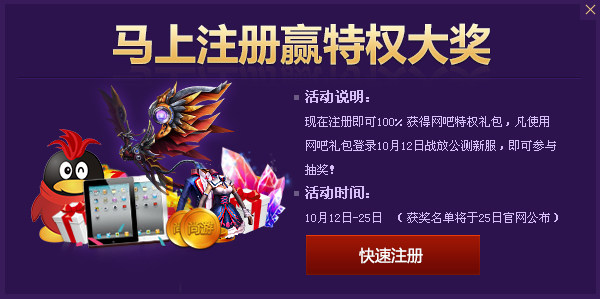 马上注册赢特权大奖
活动说明：
现在注册即可100%获得网吧特权礼包，凡使用
网吧礼包登录10月12日战放公测新服，即可参与
抽奖！
活动时间：
10月12日-25日 （获奖名单将于25日官网公布）
快速注册